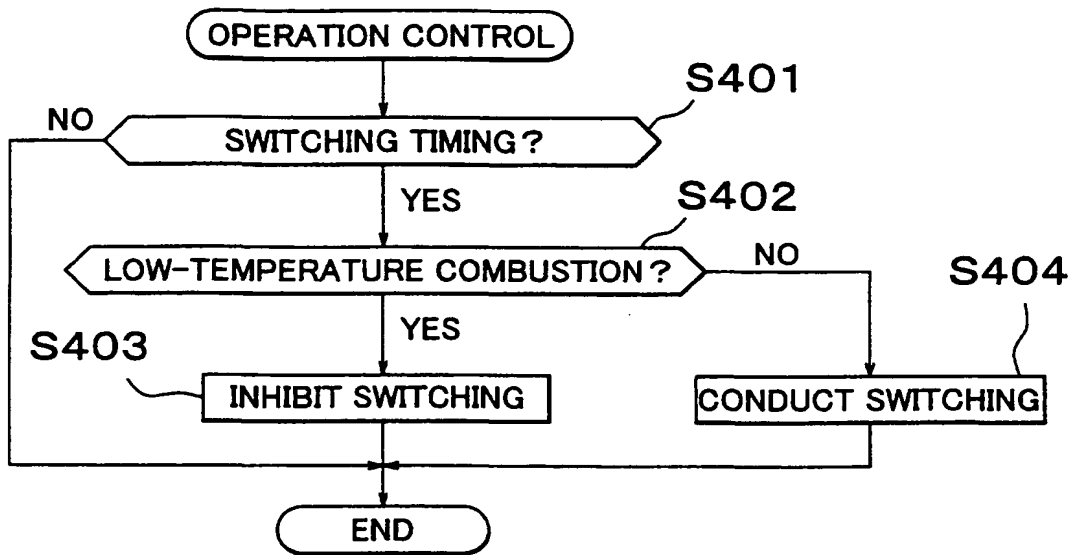 OPERATION CONTROL
S401
NO
SWITCHING TIMING?
YES
S402
LOW-TEMPERATURE COMBUSTION?
NO
S404
YES
S403
INHIBIT SWITCHING
CONDUCT SWITCHING
END